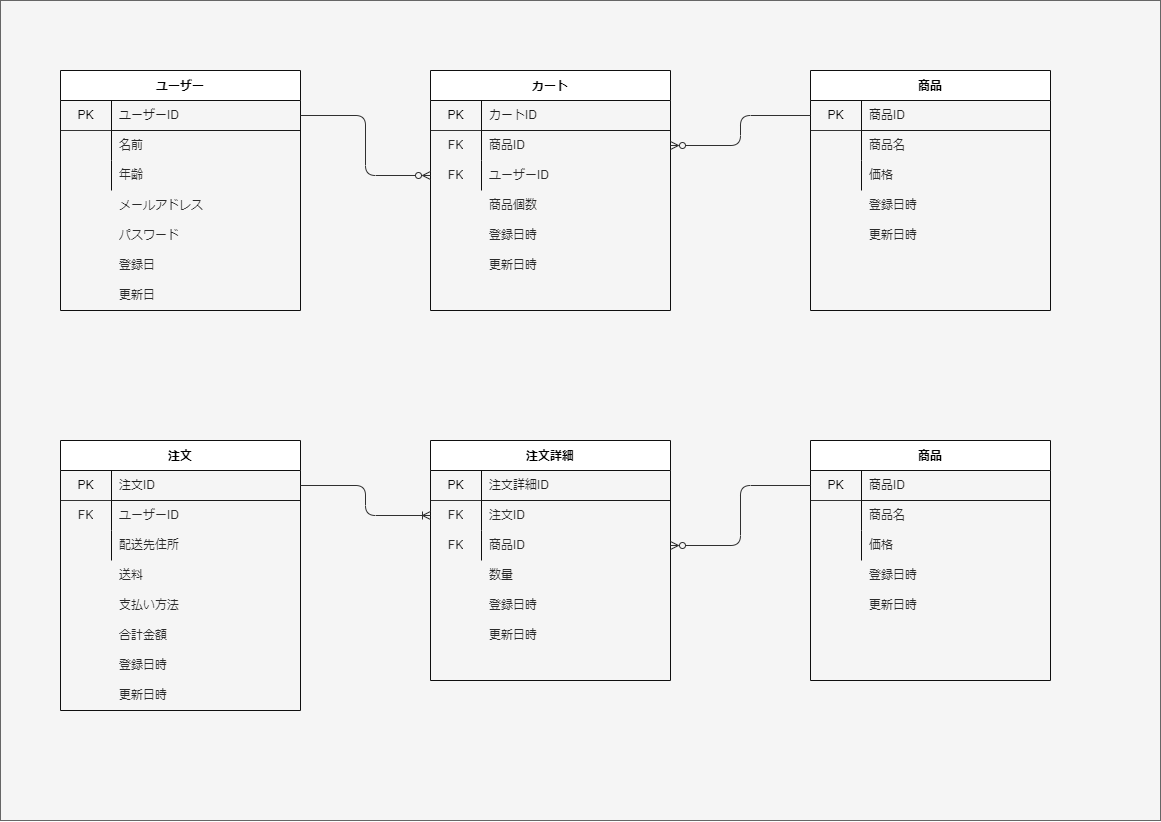 ユーザー
PK ユーザーID
名前
年齢
メールアドレス
パスワード
登録日
更新日
カート
PK カートID
FK 商品ID
FK ユーザーID
商品個数
登録日時
更新日時
商品
PK 商品ID
商品名
価格
登録日時
更新日時
注文
PK 注文ID
FK ユーザーID
配送先住所
送料
支払い方法
合計金額
登録日時
更新日時
注文詳細
PK 注文詳細ID
FK 注文ID
FK 商品ID
数量
登録日時
更新日時
商品
PK 商品ID
商品名
価格
登録日時
更新日時